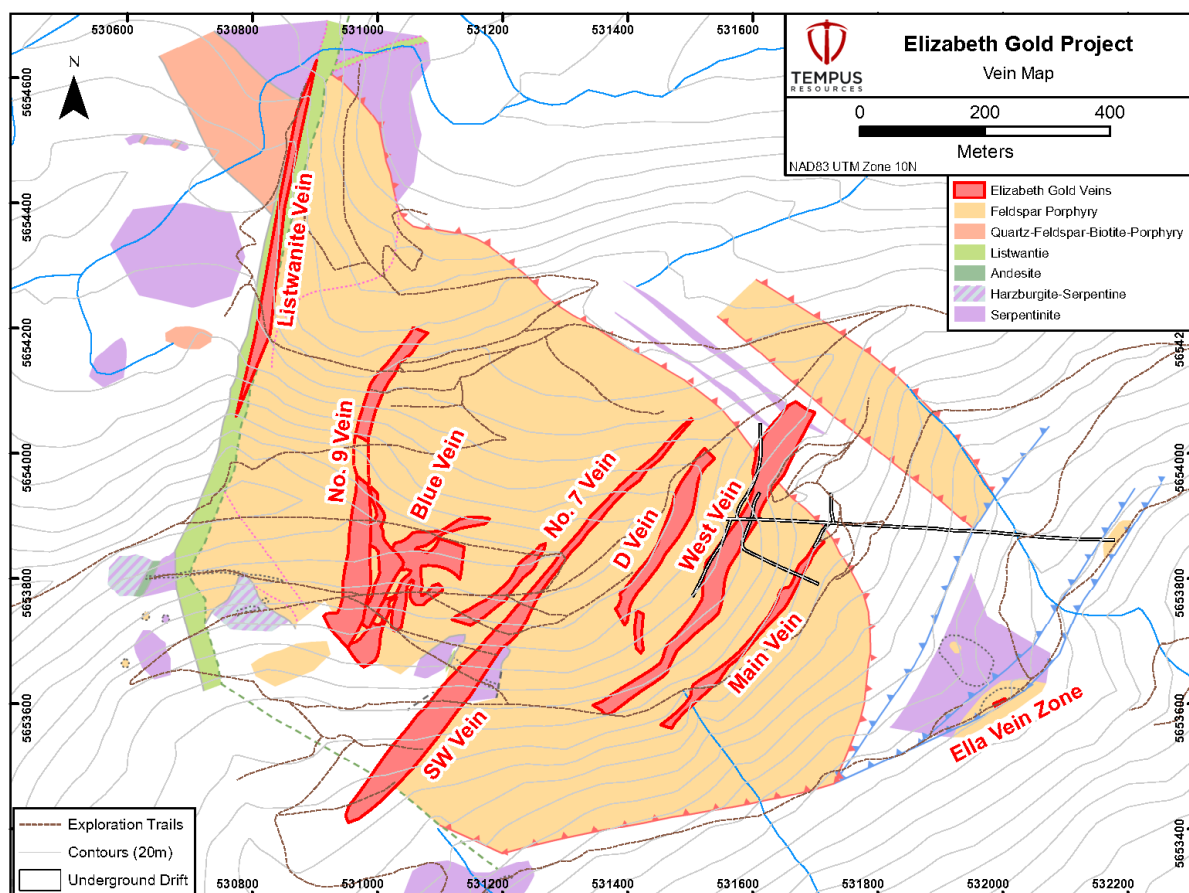 530600
530800
531000
531200
531400
531600
TEMPUS
RESOURCES
Elizabeth Gold Project
Vein Map
0
200
400
Meters
NAD83 UTM Zone 10N
Elizabeth Gold Veins
Feldspar Porphyry
Quartz-Feldspar-Biotite-Porphyry
Listwantie
Andesite
Harzburgite-Serpentine
Serpentinite
N
5654600
5654400
5654200
5654000
5653800
5653600
Listwanite Vein
No. 9 Vein
Blue Vein
No. 7 Vein
D Vein
West Vein
Main Vein
SW Vein
Ella Vein Zone
56542
5654000
5653800
5653600
5653400
Exploration Trails
Contours (20m)
Underground Drift
530800
531000
531200
531400
531600
531800
532000
532200